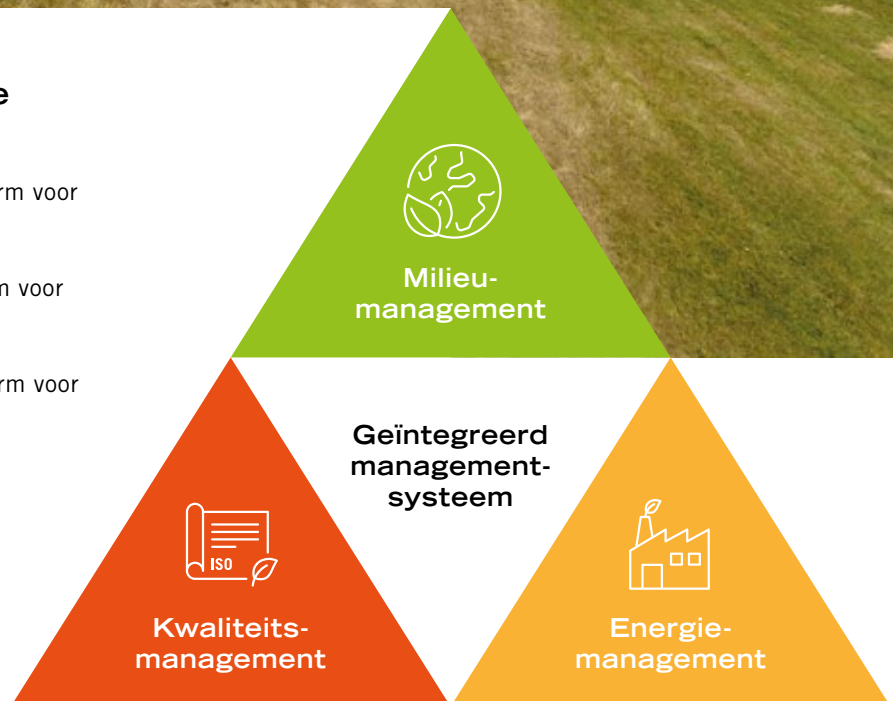 e
rm voor
m voor
rm voor
Milieu-
management
Geïntegreerd
management-
systeem
ISO
Kwaliteits-
management
Energie-
management